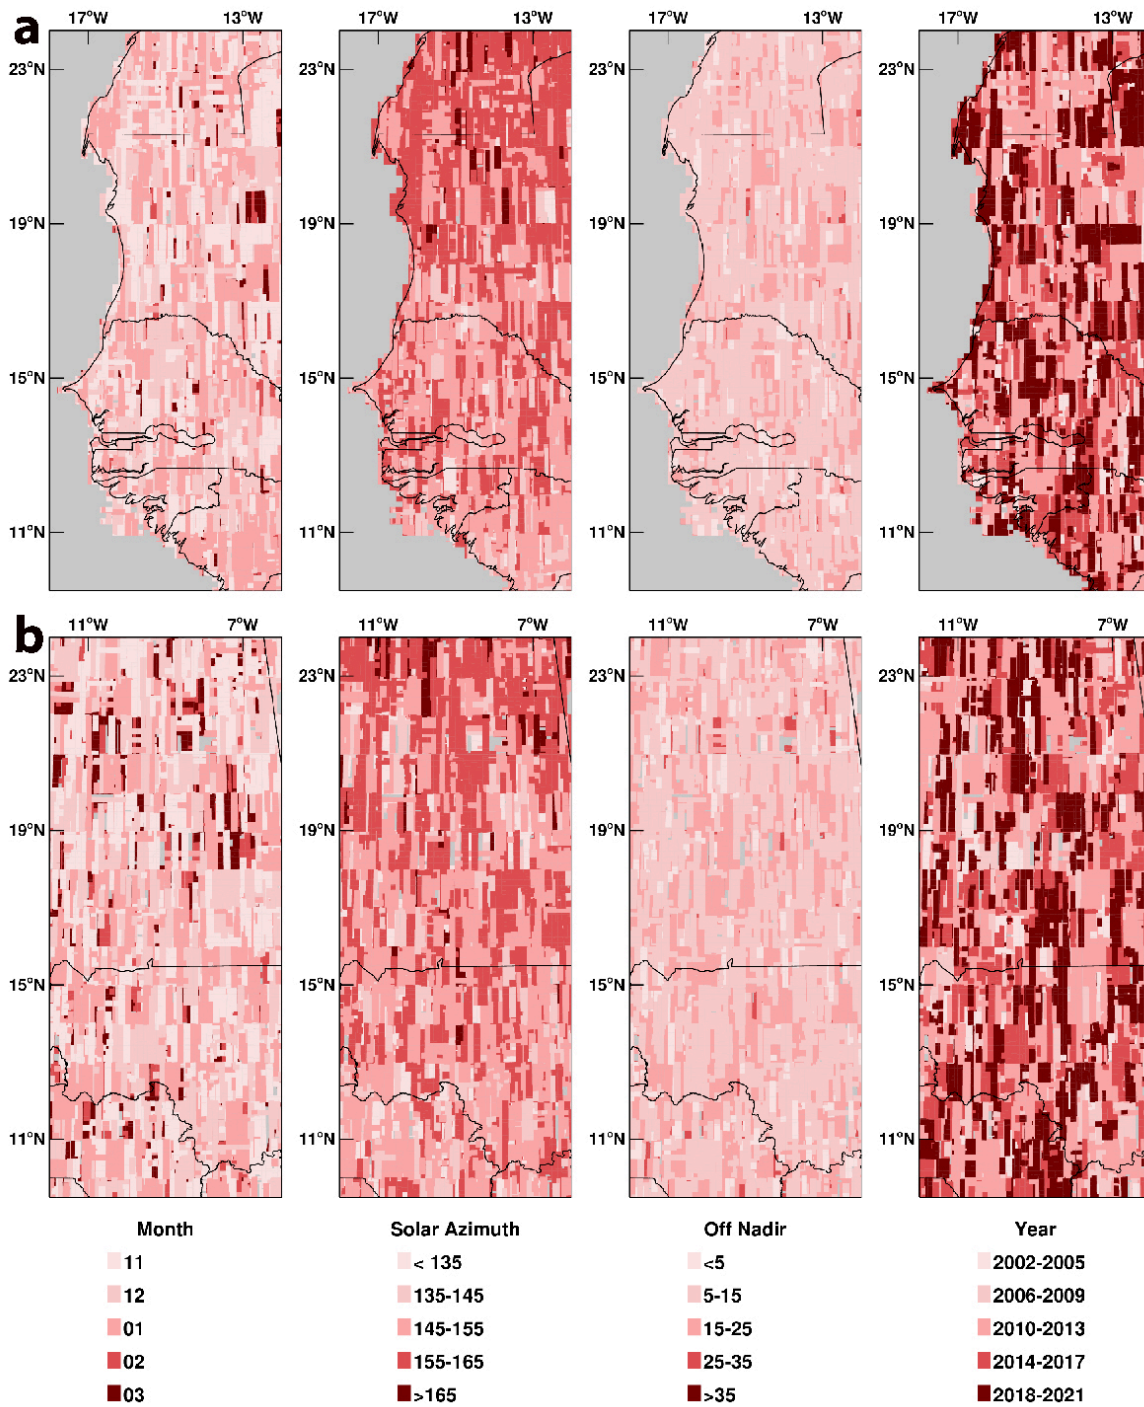 a
17°W 13°W 17°W 13°W 17°W 13°W 17°W 13°W
23°N 23°N 23°N 23°N
19°N 19°N 19°N 19°N
15°N 15°N 15°N 15°N
11°N 11°N 11°N 11°N
b
11°W 7°W 11°W 7°W 11°W 7°W 11°W 7°W
23°N 23°N 23°N 23°N
19°N 19°N 19°N 19°N
15°N 15°N 15°N 15°N
11°N 11°N 11°N 11°N
Month
11
12
01
02
03
Solar Azimuth
< 135
135-145
145-155
155-165
>165
Off Nadir
<5
5-15
15-25
25-35
>35
Year
2002-2005
2006-2009
2010-2013
2014-2017
2018-2021